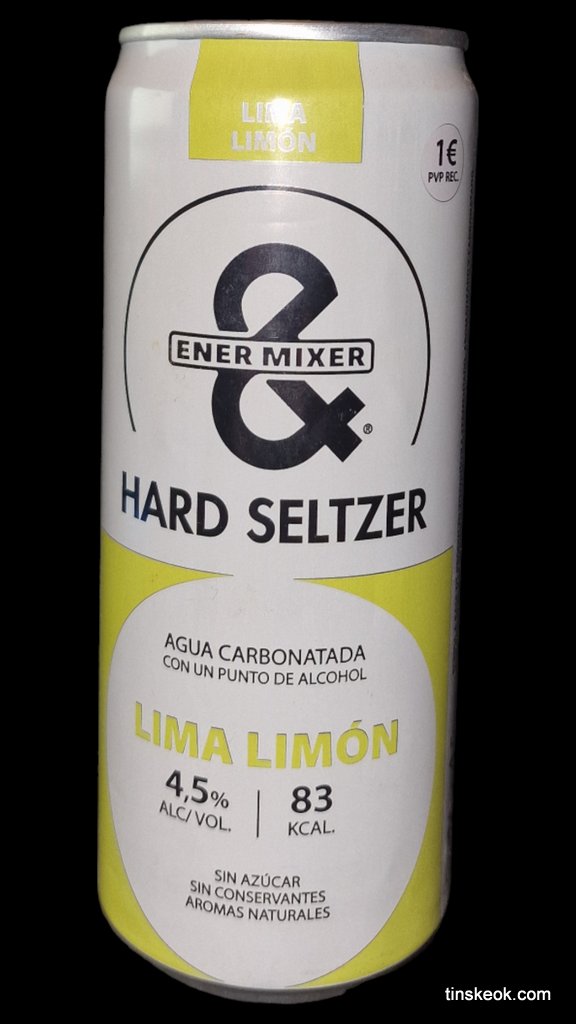 LIMA
LIMÓN
1€
PVP REC.
&
ENER MIXER
®
HARD SELTZER
AGUA CARBONATADA
CON UN PUNTO DE ALCOHOL
LIMA LIMÓN
4,5% | 83
ALC/VOL. KCAL.
SIN AZÚCAR
SIN CONSERVANTES
AROMAS NATURALES
tinskeok.com